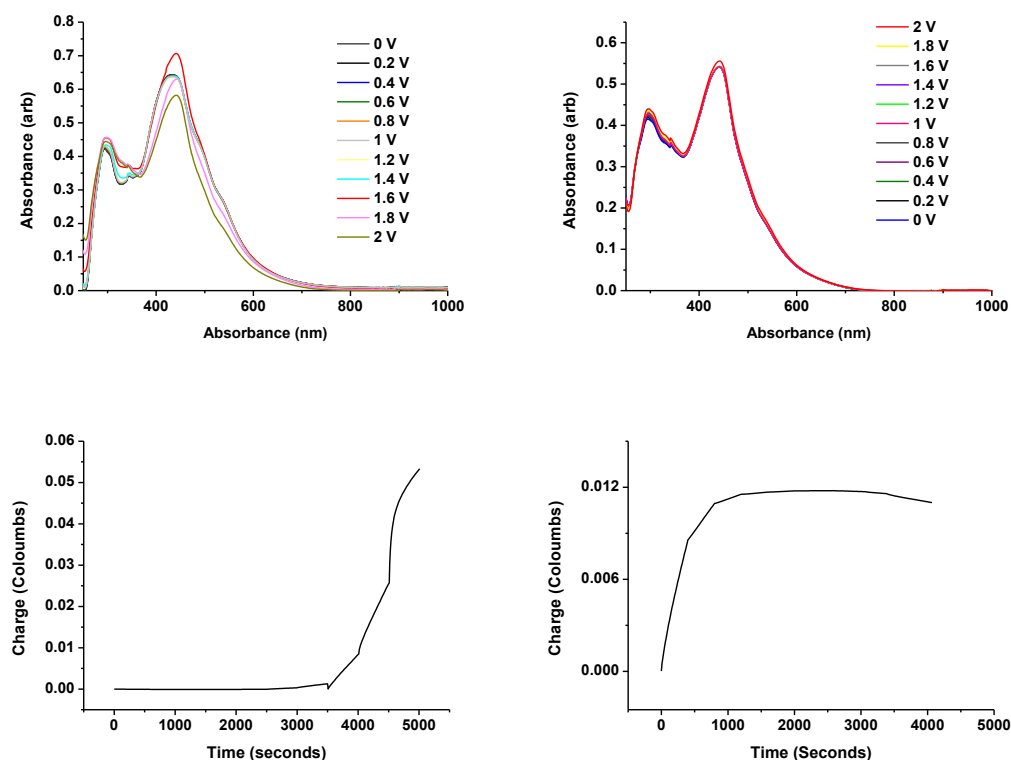 0.8
0.7
0.6
0.5
0.4
0.3
0.2
0.1
0.0
Absorbance (arb)
400
600
800
1000
Absorbance (nm)
0 V
0.2 V
0.4 V
0.6 V
0.8 V
1 V
1.2 V
1.4 V
1.6 V
1.8 V
2 V
0.6
0.5
0.4
0.3
0.2
0.1
0.0
Absorbance (arb)
400
600
800
1000
Absorbance (nm)
2 V
1.8 V
1.6 V
1.4 V
1.2 V
1 V
0.8 V
0.6 V
0.4 V
0.2 V
0 V
0.06
0.05
0.04
0.03
0.02
0.01
0.00
Charge (Coloumbs)
0 1000 2000 3000 4000 5000
Time (seconds)
0.012
0.006
0.000
Charge (Coloumbs)
0 1000 2000 3000 4000 5000
Time (Seconds)